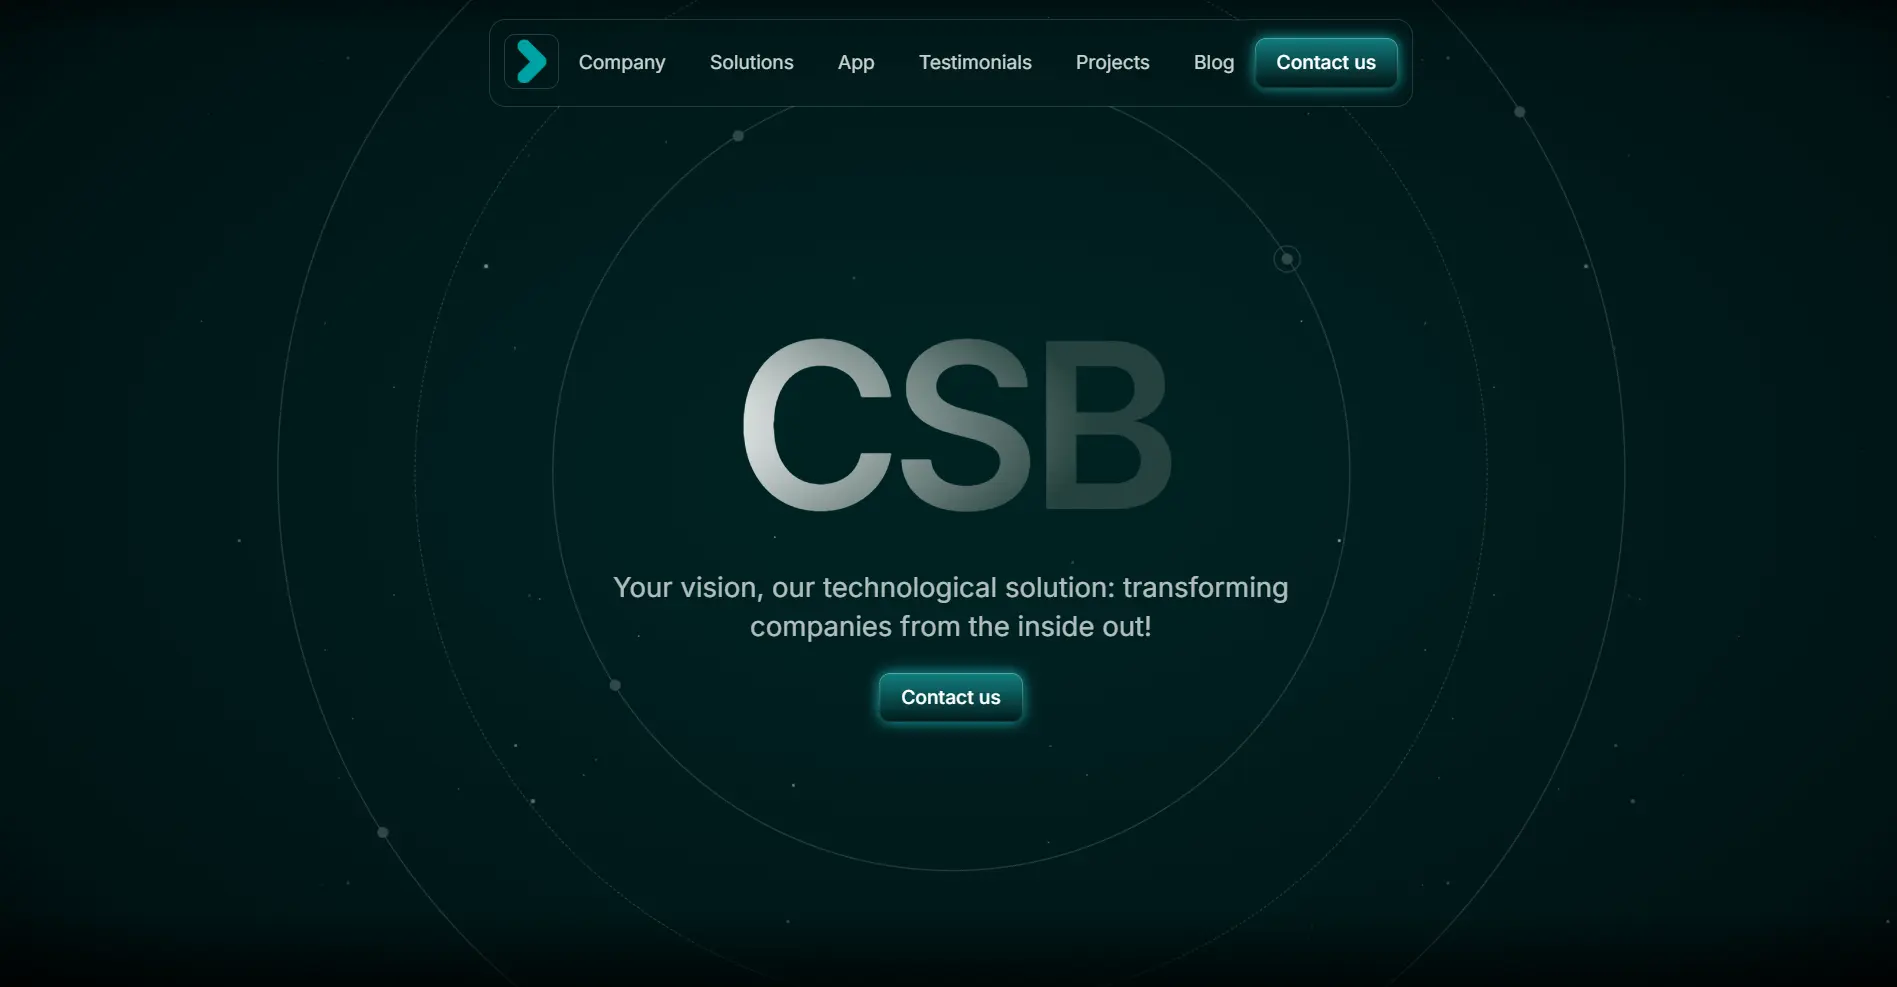 Company Solutions App Testimonials Projects Blog Contact us
CSB
Your vision, our technological solution: transforming
companies from the inside out!
Contact us